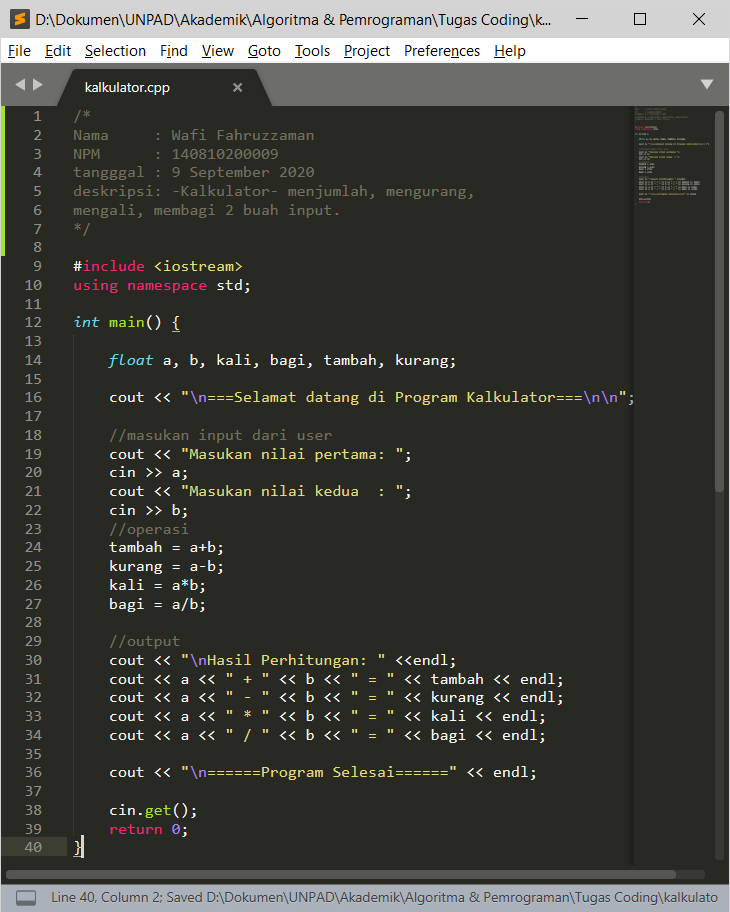 D:\Dokumen\UNPAD\Akademik\Algoritma & Pemrograman\Tugas Coding\k...
File Edit Selection Find View Goto Tools Project Preferences Help
kalkulator.cpp
1 /*
2 Nama     : Wafi Fahruzzaman
3 NPM      : 140810200009
4 tangggal : 9 September 2020
5 deskripsi: -Kalkulator- menjumlah, mengurang,
6 mengali, membagi 2 buah input.
7 */
8
9 #include <iostream>
10 using namespace std;
11
12 int main() {
13
14     float a, b, kali, bagi, tambah, kurang;
15
16     cout << "\n===Selamat datang di Program Kalkulator===\n\n";
17
18     //masukan input dari user
19     cout << "Masukan nilai pertama: ";
20     cin >> a;
21     cout << "Masukan nilai kedua  : ";
22     cin >> b;
23     //operasi
24     tambah = a+b;
25     kurang = a-b;
26     kali = a*b;
27     bagi = a/b;
28
29     //output
30     cout << "\nHasil Perhitungan: " <<endl;
31     cout << a << " + " << b << " = " << tambah << endl;
32     cout << a << " - " << b << " = " << kurang << endl;
33     cout << a << " * " << b << " = " << kali << endl;
34     cout << a << " / " << b << " = " << bagi << endl;
35
36     cout << "\n======Program Selesai======" << endl;
37
38     cin.get();
39     return 0;
40 }
Line 40, Column 2; Saved D:\Dokumen\UNPAD\Akademik\Algoritma & Pemrograman\Tugas Coding\kalkulato